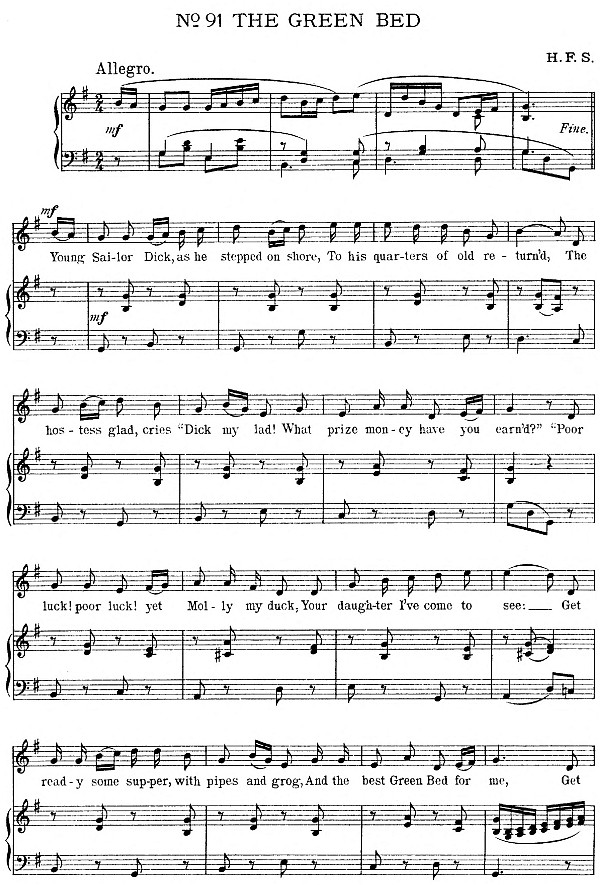 No 91 THE GREEN BED
H. F. S.
Allegro.
mf
Fine.
mf
Young Sai-lor Dick, as he stepped on shore, To his quar-ters of old re-turn'd, The
mf
hos-tess glad, cries "Dick my lad! What prize mon-ey have you earn'd?" "Poor
luck! poor luck! yet Mol-ly my duck, Your daugh-ter I've come to see: Get
read-y some sup-per, with pipes and grog, And the best Green Bed for me, Get